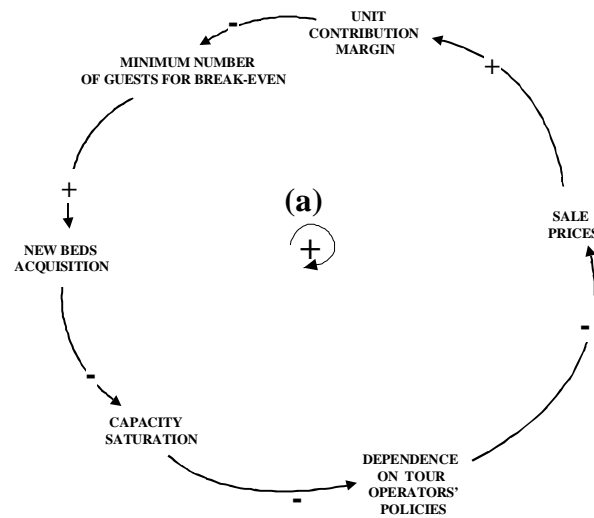 UNIT
CONTRIBUTION
MARGIN
-
MINIMUM NUMBER
OF GUESTS FOR BREAK-EVEN
+
(a)
+
+
SALE
PRICES
NEW BEDS
ACQUISITION
-
-
CAPACITY
SATURATION
DEPENDENCE
ON TOUR
OPERATORS'
POLICIES
-